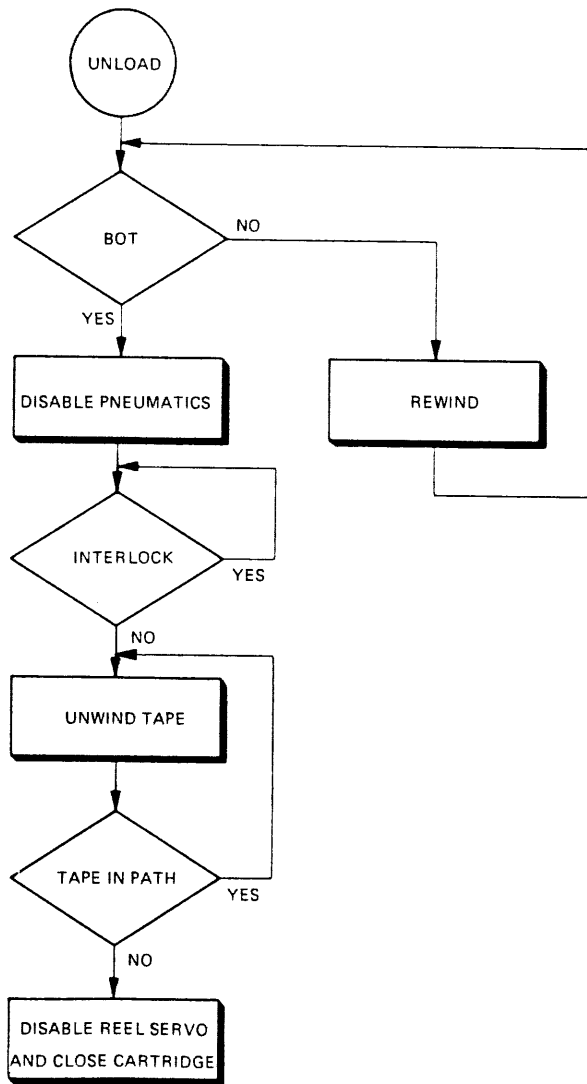 UNLOAD
BOT
NO
YES
DISABLE PNEUMATICS
REWIND
INTERLOCK
YES
NO
UNWIND TAPE
TAPE IN PATH
YES
NO
DISABLE REEL SERVO
AND CLOSE CARTRIDGE